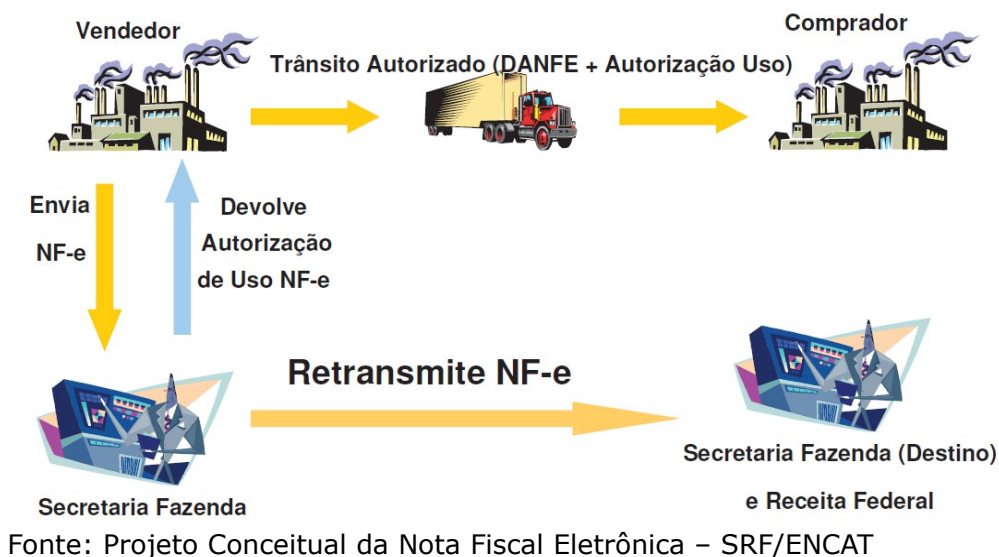 Vendedor
Comprador
Trânsito Autorizado (DANFE + Autorização Uso)
Envia
NF-e
Devolve
Autorização
de Uso NF-e
Retransmite NF-e
Secretaria Fazenda
Secretaria Fazenda (Destino)
e Receita Federal
Fonte: Projeto Conceitual da Nota Fiscal Eletrônica – SRF/ENCAT